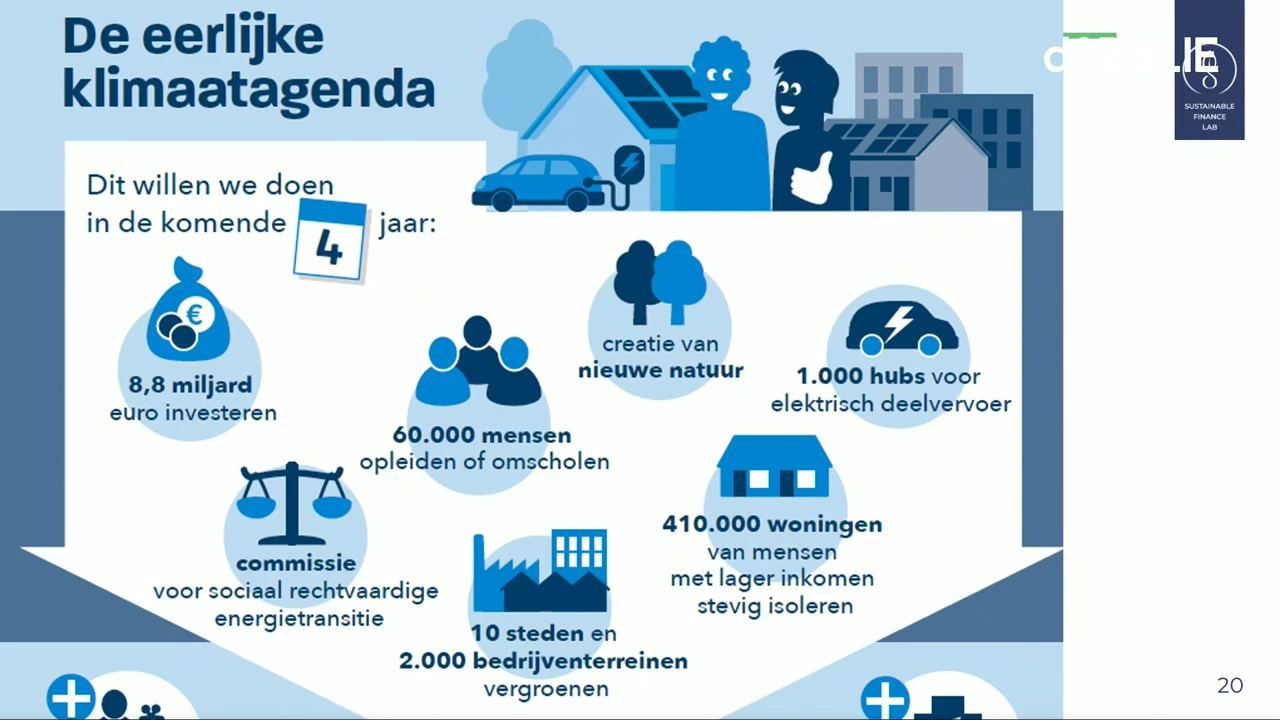 De eerlijke
klimaatagenda
Dit willen we doen
in de komende 4 jaar:
8,8 miljard
euro investeren
60.000 mensen
opleiden of omscholen
creatie van
nieuwe natuur
1.000 hubs voor
elektrisch deelvervoer
commissie
voor sociaal rechtvaardige
energietransitie
10 steden en
2.000 bedrijventerreinen
vergroenen
410.000 woningen
van mensen
met lager inkomen
stevig isoleren
SUSTAINABLE
FINANCE
LAB
20